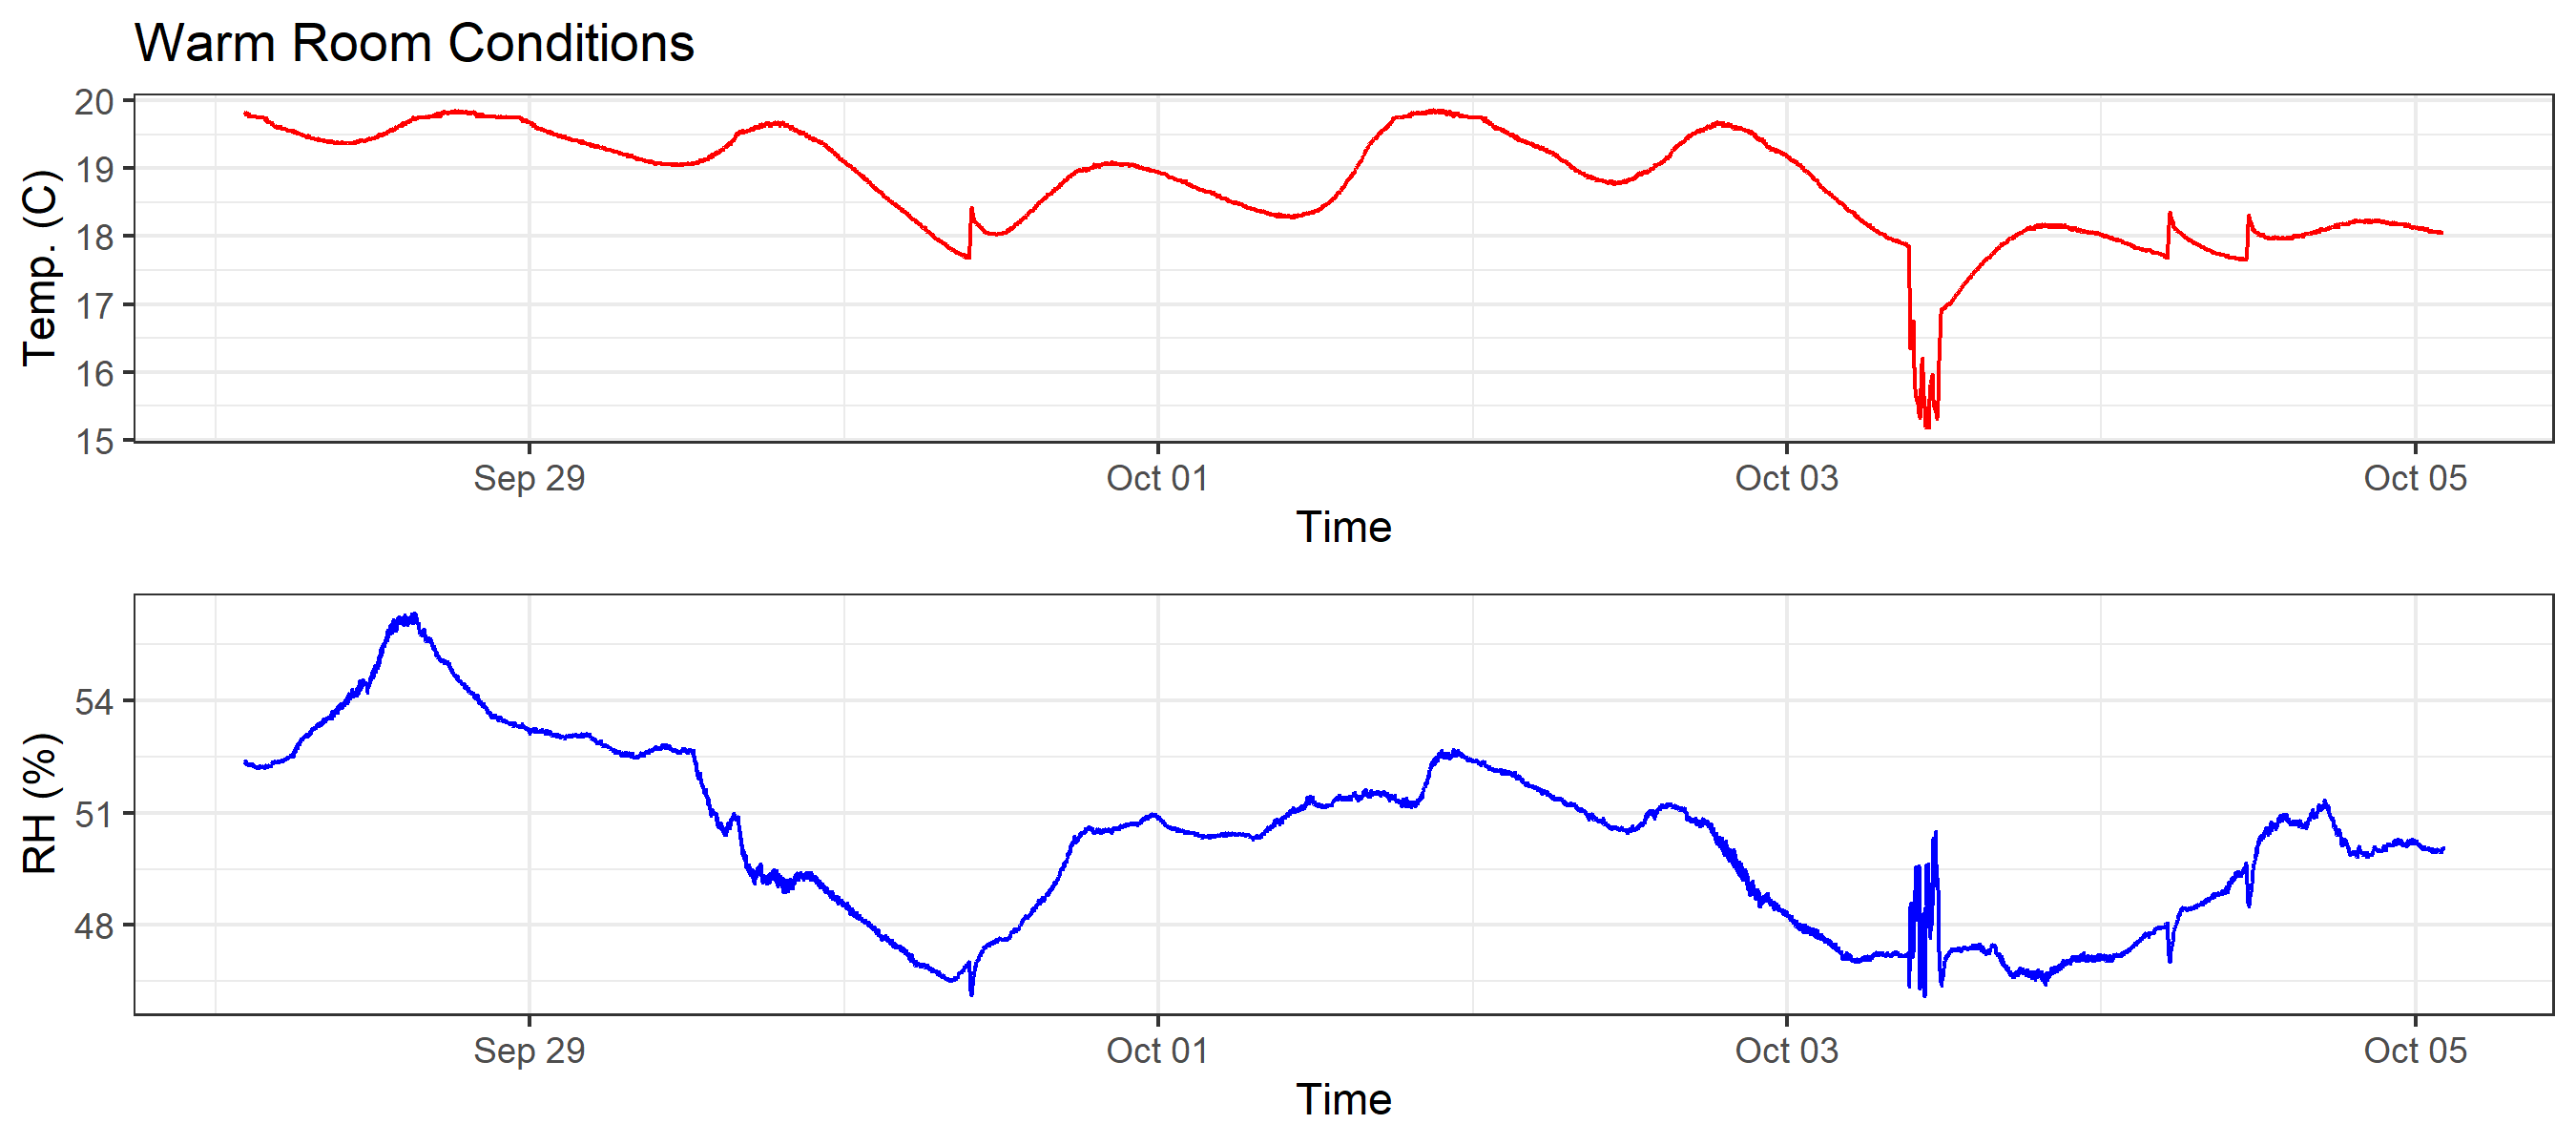 Warm Room Conditions
20
19
18
17
16
15
Temp. (C)
Sep 29 Oct 01 Oct 03 Oct 05
Time
54
51
48
RH (%)
Sep 29 Oct 01 Oct 03 Oct 05
Time